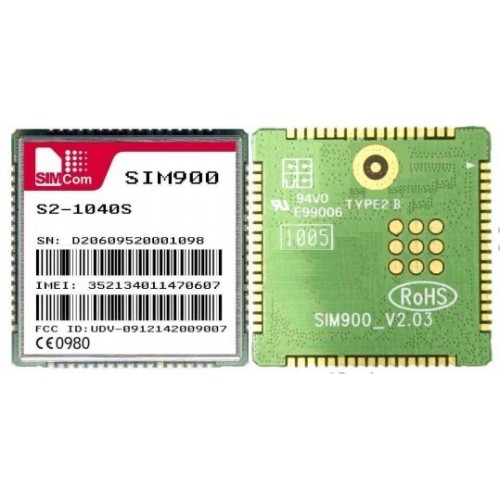 SIMCom
SIM900
S2-1040S
SN: D20609520001098
IMEI: 352134011470607
FCC ID:UDV-0912142009007
CE0980
94V0
E99006
TYPE2 B
1005
RoHS
SIM900_V2.03